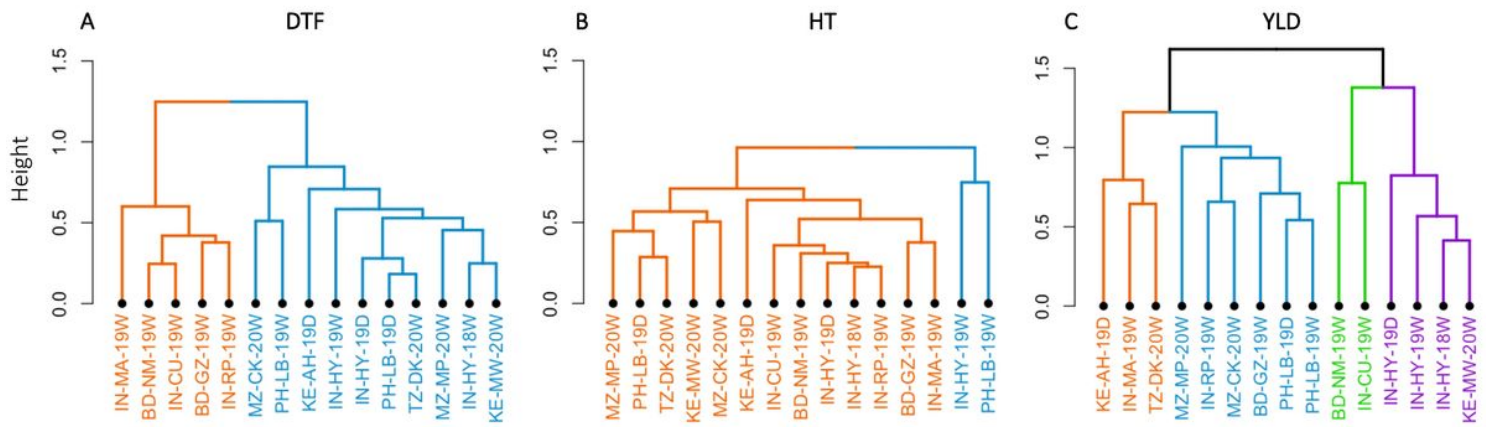 A DTF
B HT
C YLD
Height
0.0 0.5 1.0 1.5
IN-MA-19W
BD-NM-19W
IN-CU-19W
BD-GZ-19W
IN-RP-19W
MZ-CK-20W
PH-LB-19W
KE-AH-19D
IN-HY-19W
IN-HY-19D
PH-LB-19D
TZ-DK-20W
MZ-MP-20W
IN-HY-18W
KE-MW-20W
0.0 0.5 1.0 1.5
MZ-MP-20W
PH-LB-19D
TZ-DK-20W
KE-MW-20W
MZ-CK-20W
KE-AH-19D
IN-CU-19W
BD-NM-19W
IN-HY-19D
IN-HY-18W
IN-RP-19W
BD-GZ-19W
IN-MA-19W
IN-HY-19W
PH-LB-19W
0.0 0.5 1.0 1.5
KE-AH-19D
IN-MA-19W
TZ-DK-20W
MZ-MP-20W
IN-RP-19W
MZ-CK-20W
BD-GZ-19W
PH-LB-19D
PH-LB-19W
BD-NM-19W
IN-CU-19W
IN-HY-19D
IN-HY-19W
IN-HY-18W
KE-MW-20W